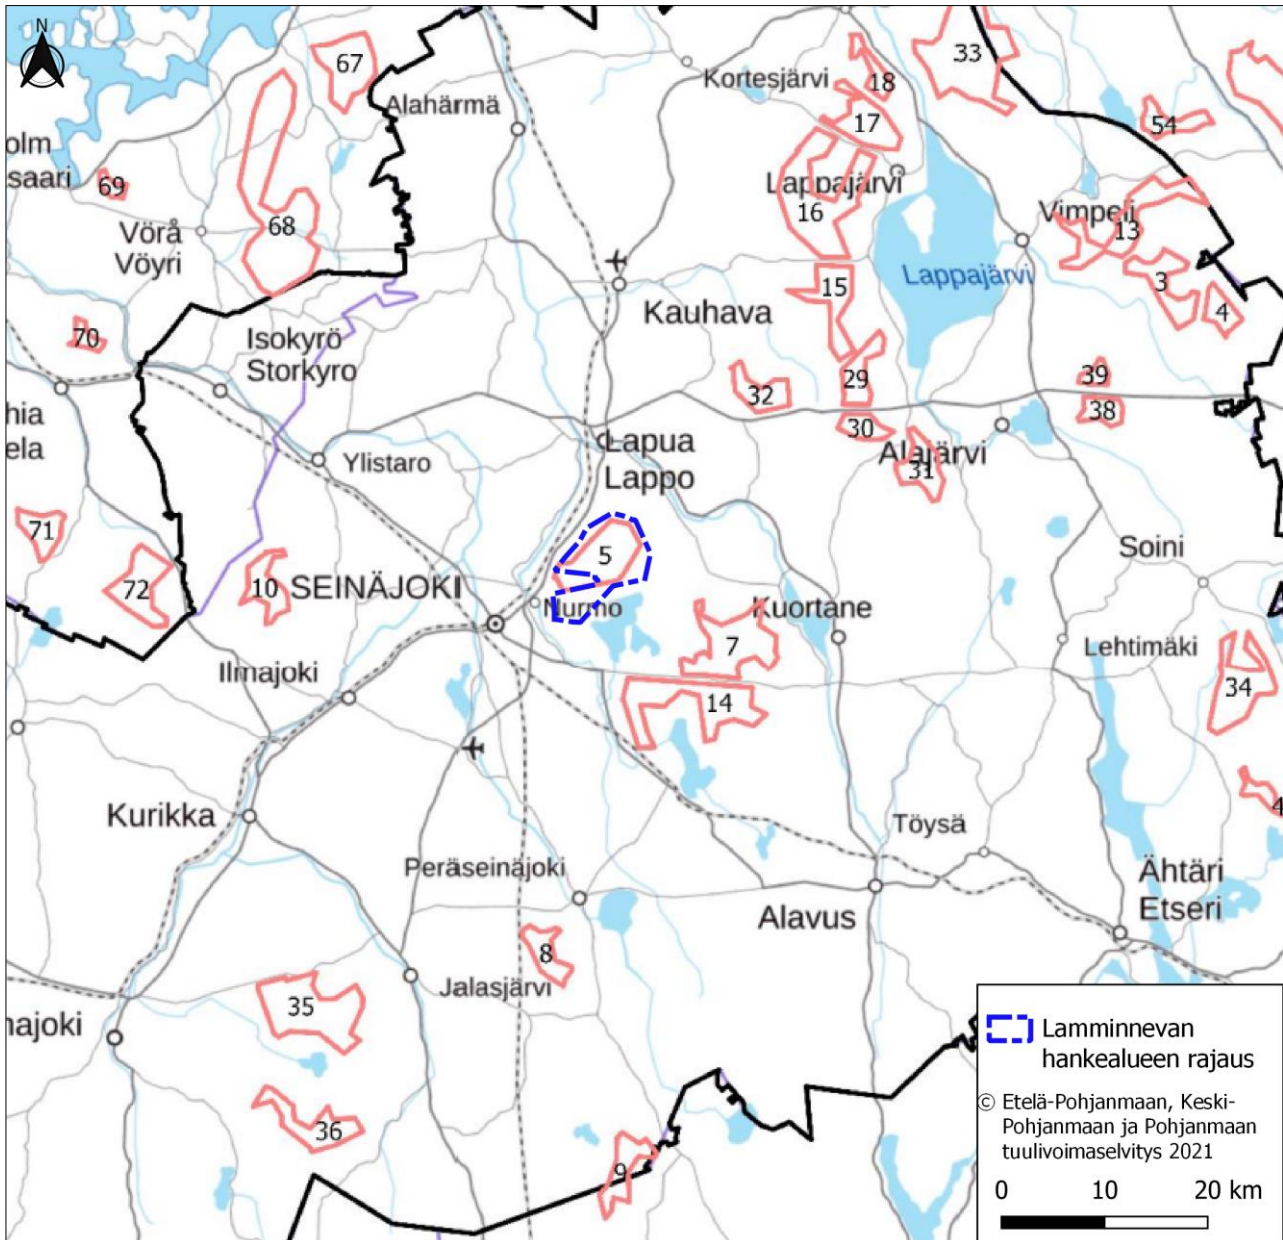 N
67
Kortesjärvi
33
18
Alahärmä
17
54
olm
saari
69
Lappajärvi
16
68
Vörå
Vöyri
Vimpeli
13
Lappajärvi
3
15
4
Kauhava
70
Isokyrö
Storkyro
39
29
32
38
hia
ela
30
Lapua
Lappo
Alajärvi
31
Ylistaro
71
5
Soini
72
10
SEINÄJOKI
Nurmo
Kuortane
7
Lehtimäki
Ilmajoki
34
14
4
Kurikka
Töysä
Peräseinäjoki
Ähtäri
Etseri
Alavus
8
Jalasjärvi
35
najoki
36
9
Lamminnevan
hankealueen rajaus
© Etelä-Pohjanmaan, Keski-
Pohjanmaan ja Pohjanmaan
tuulivoimaselvitys 2021
0 10 20 km